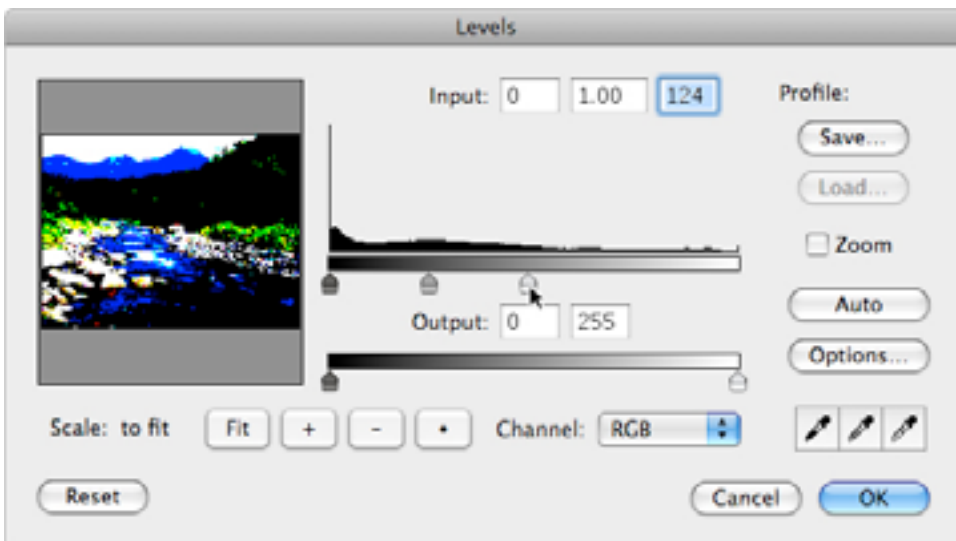 Levels
Input: 0 1.00 124
Profile:
Save...
Load...
Zoom
Auto
Output: 0 255
Options...
Scale: to fit Fit + - • Channel: RGB
Reset Cancel OK